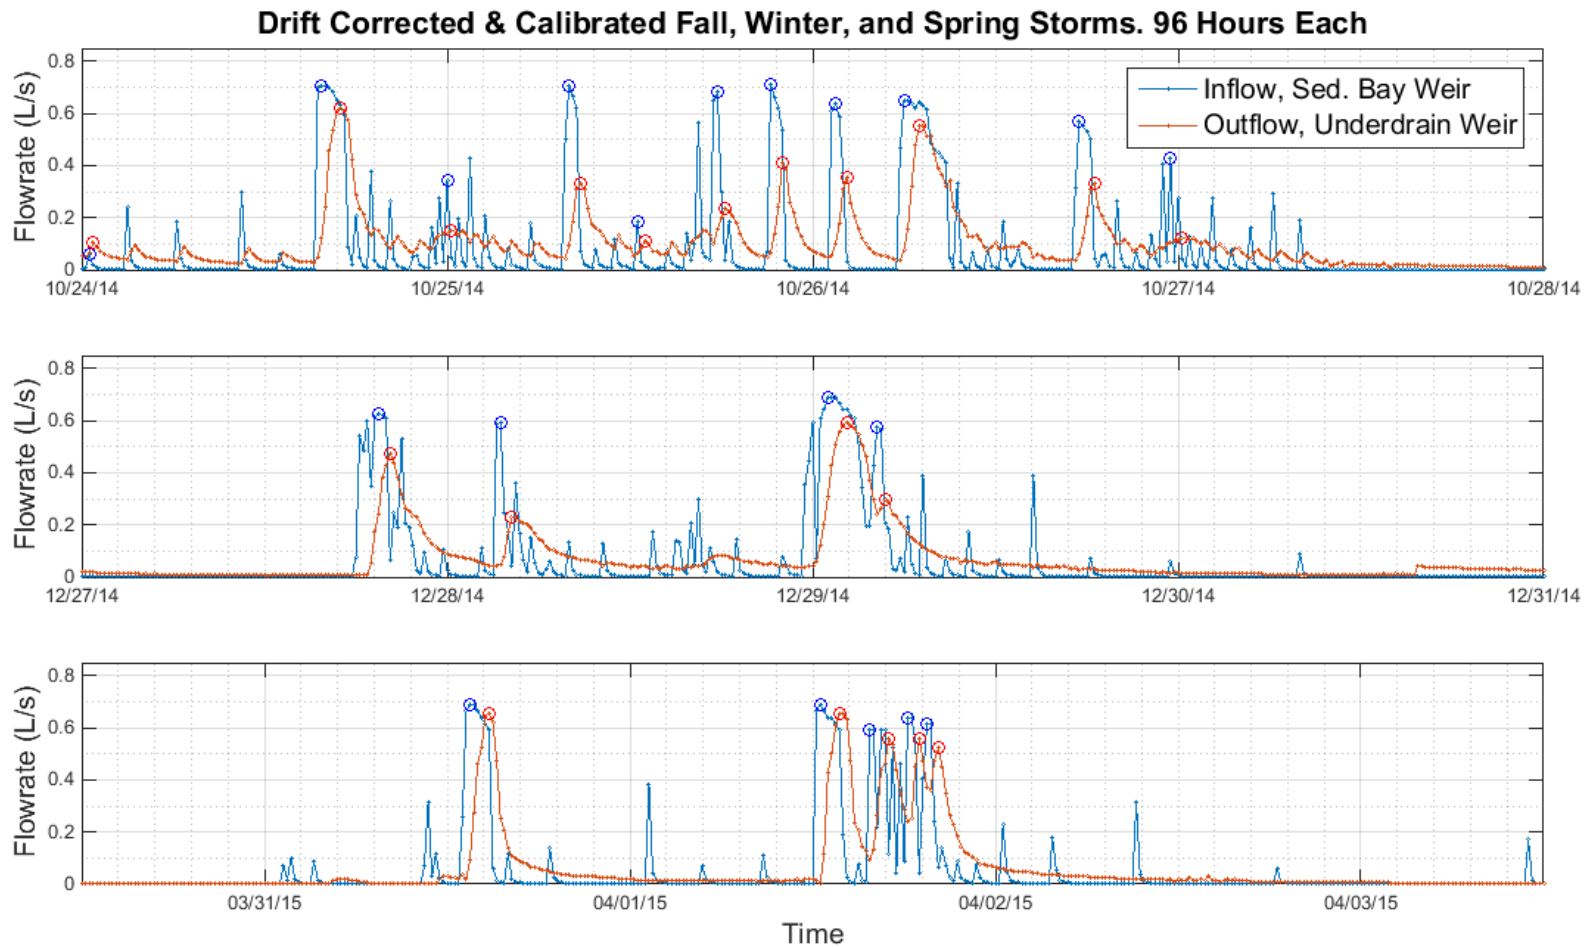 Drift Corrected & Calibrated Fall, Winter, and Spring Storms. 96 Hours Each
Flowrate (L/s)
0.8
0.6
0.4
0.2
0
Inflow, Sed. Bay Weir
Outflow, Underdrain Weir
10/24/14 10/25/14 10/26/14 10/27/14 10/28/14
Flowrate (L/s)
0.8
0.6
0.4
0.2
0
12/27/14 12/28/14 12/29/14 12/30/14 12/31/14
Flowrate (L/s)
0.8
0.6
0.4
0.2
0
03/31/15 04/01/15 04/02/15 04/03/15
Time